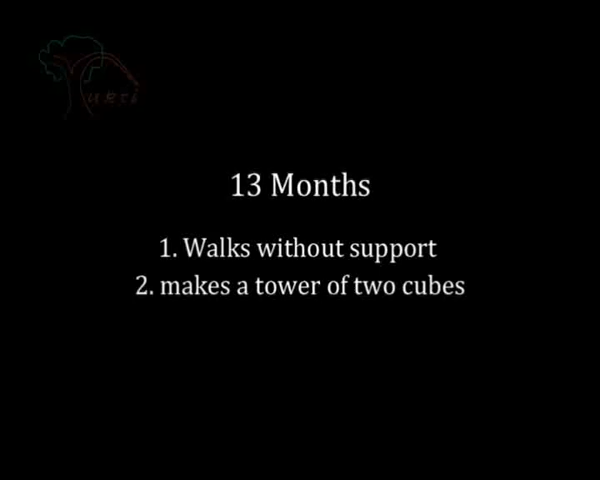 13 Months
1. Walks without support
2. makes a tower of two cubes